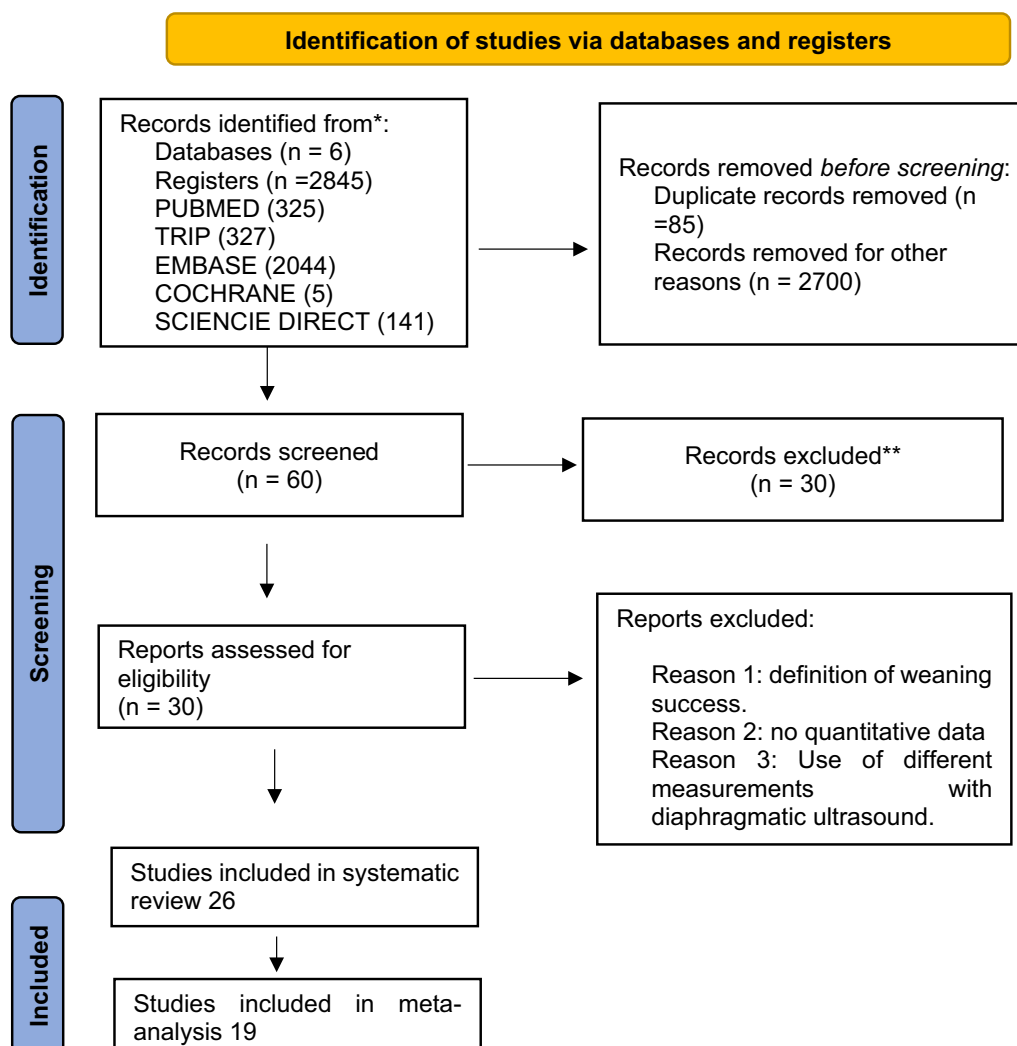 Identification of studies via databases and registers
Identification
Records identified from*:
Databases (n = 6)
Registers (n =2845)
PUBMED (325)
TRIP (327)
EMBASE (2044)
COCHRANE (5)
SCIENCIE DIRECT (141)
Records removed before screening:
Duplicate records removed (n
=85)
Records removed for other
reasons (n = 2700)
Screening
Records screened
(n = 60)
Records excluded**
(n = 30)
Reports assessed for
eligibility
(n = 30)
Reports excluded:
Reason 1: definition of weaning
success.
Reason 2: no quantitative data
Reason 3: Use of different
measurements with
diaphragmatic ultrasound.
Included
Studies included in systematic
review 26
Studies included in meta-
analysis 19